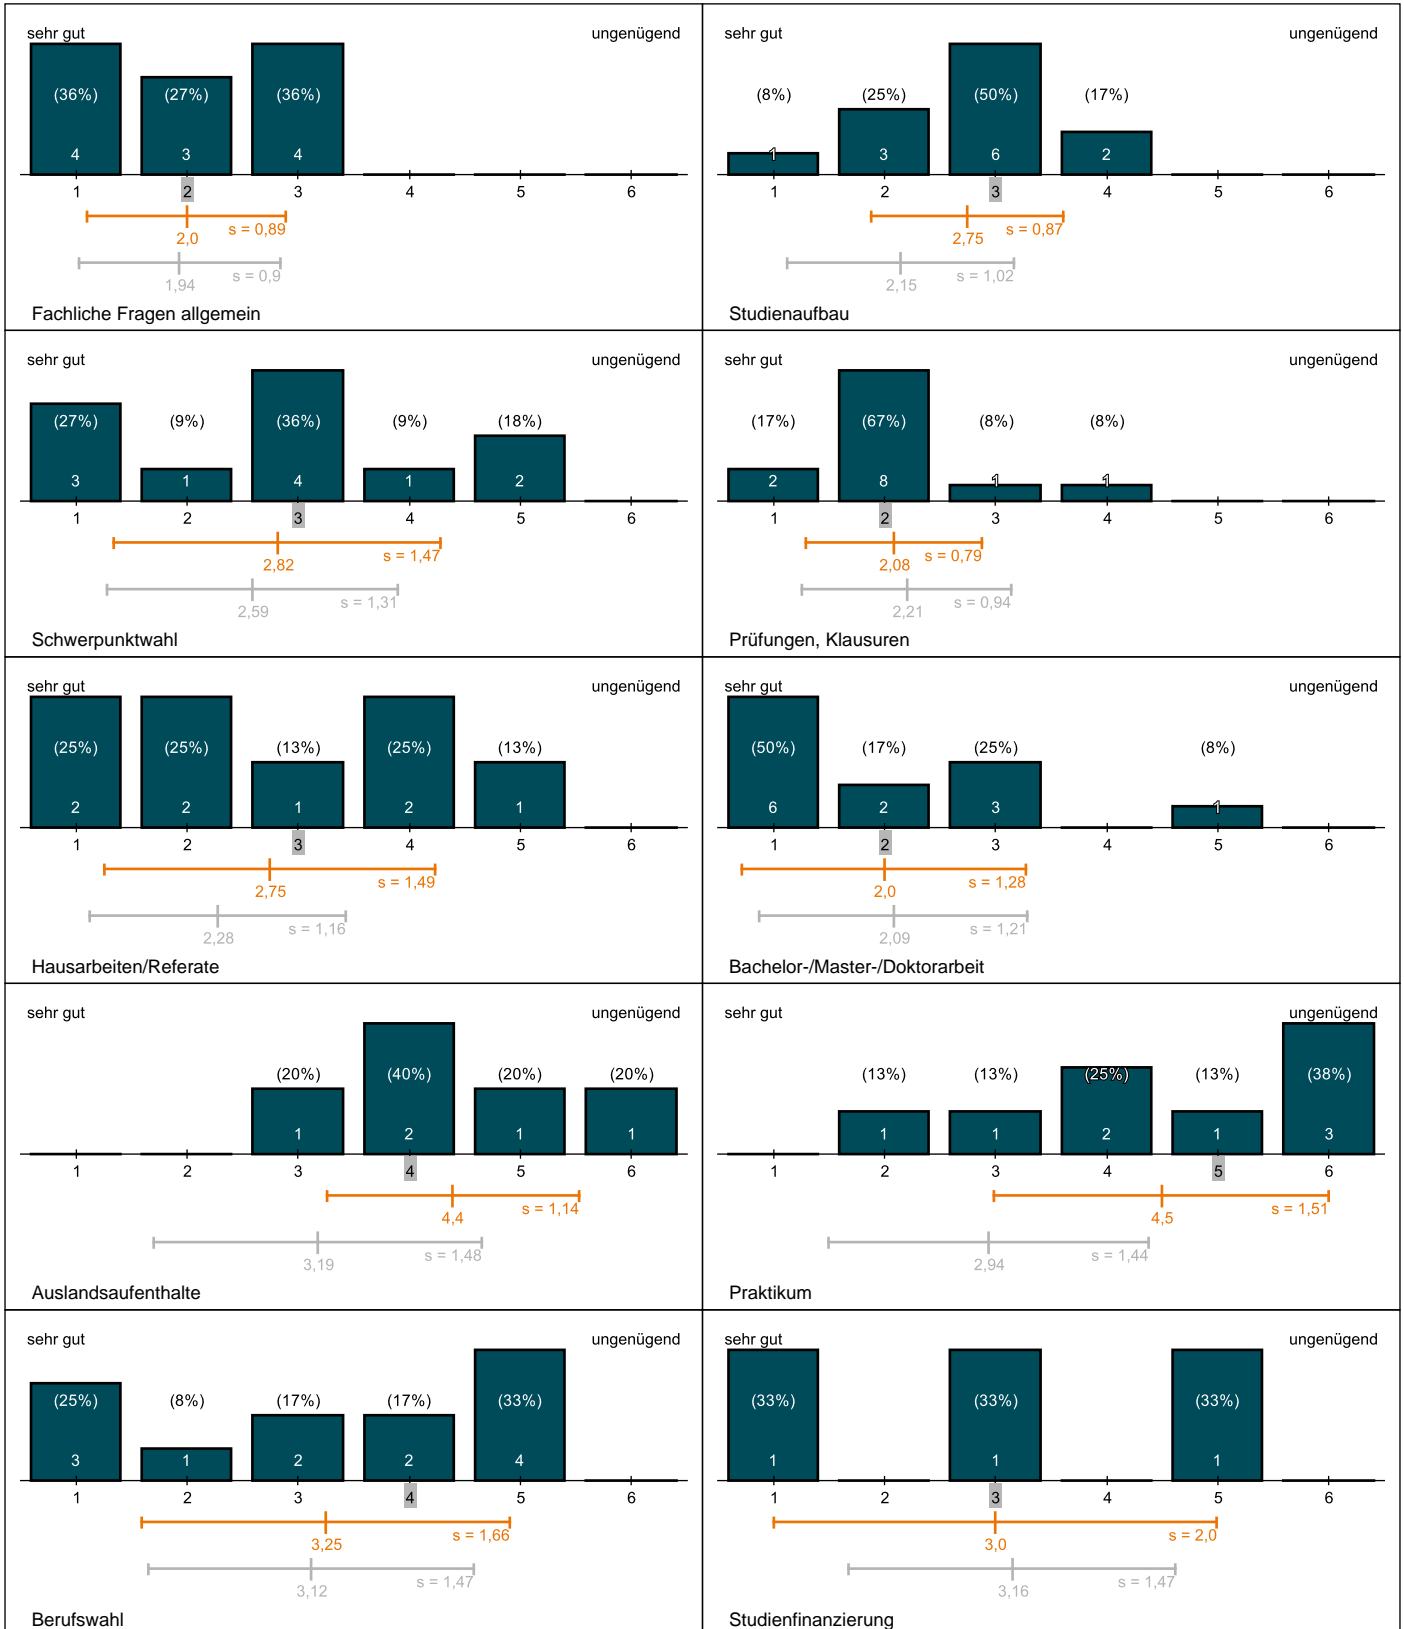 sehr gut ungenügend
(36%) (27%) (36%)
4 3 4
1 2 3 4 5 6
2,0 s = 0,89
1,94 s = 0,9
Fachliche Fragen allgemein
sehr gut ungenügend
(8%) (25%) (50%) (17%)
1 3 6 2
1 2 3 4 5 6
2,75 s = 0,87
2,15 s = 1,02
Studienaufbau
sehr gut ungenügend
(27%) (9%) (36%) (9%) (18%)
3 1 4 1 2
1 2 3 4 5 6
2,82 s = 1,47
2,59 s = 1,31
Schwerpunktwahl
sehr gut ungenügend
(17%) (67%) (8%) (8%)
2 8 1 1
1 2 3 4 5 6
2,08 s = 0,79
2,21 s = 0,94
Prüfungen, Klausuren
sehr gut ungenügend
(25%) (25%) (13%) (25%) (13%)
2 2 1 2 1
1 2 3 4 5 6
2,75 s = 1,49
2,28 s = 1,16
Hausarbeiten/Referate
sehr gut ungenügend
(50%) (17%) (25%) (8%)
6 2 3 1
1 2 3 4 5 6
2,0 s = 1,28
2,09 s = 1,21
Bachelor-/Master-/Doktorarbeit
sehr gut ungenügend
(20%) (40%) (20%) (20%)
1 2 1 1
1 2 3 4 5 6
4,4 s = 1,14
3,19 s = 1,48
Auslandsaufenthalte
sehr gut ungenügend
(13%) (13%) (25%) (13%) (38%)
1 1 2 1 3
1 2 3 4 5 6
4,5 s = 1,51
2,94 s = 1,44
Praktikum
sehr gut ungenügend
(25%) (8%) (17%) (17%) (33%)
3 1 2 2 4
1 2 3 4 5 6
3,25 s = 1,66
3,12 s = 1,47
Berufswahl
sehr gut ungenügend
(33%) (33%) (33%)
1 1 1
1 2 3 4 5 6
3,0 s = 2,0
3,16 s = 1,47
Studienfinanzierung